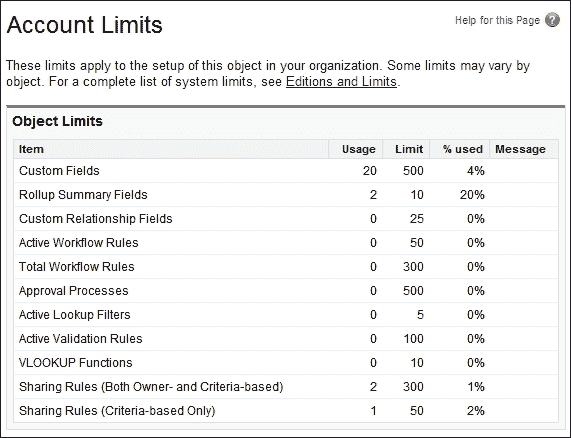 Account Limits
Help for this Page ?
These limits apply to the setup of this object in your organization. Some limits may vary by
object. For a complete list of system limits, see Editions and Limits.
Object Limits
Item Usage Limit % used Message
Custom Fields 20 500 4%
Rollup Summary Fields 2 10 20%
Custom Relationship Fields 0 25 0%
Active Workflow Rules 0 50 0%
Total Workflow Rules 0 300 0%
Approval Processes 0 500 0%
Active Lookup Filters 0 5 0%
Active Validation Rules 0 100 0%
VLOOKUP Functions 0 10 0%
Sharing Rules (Both Owner- and Criteria-based) 2 300 1%
Sharing Rules (Criteria-based Only) 1 50 2%